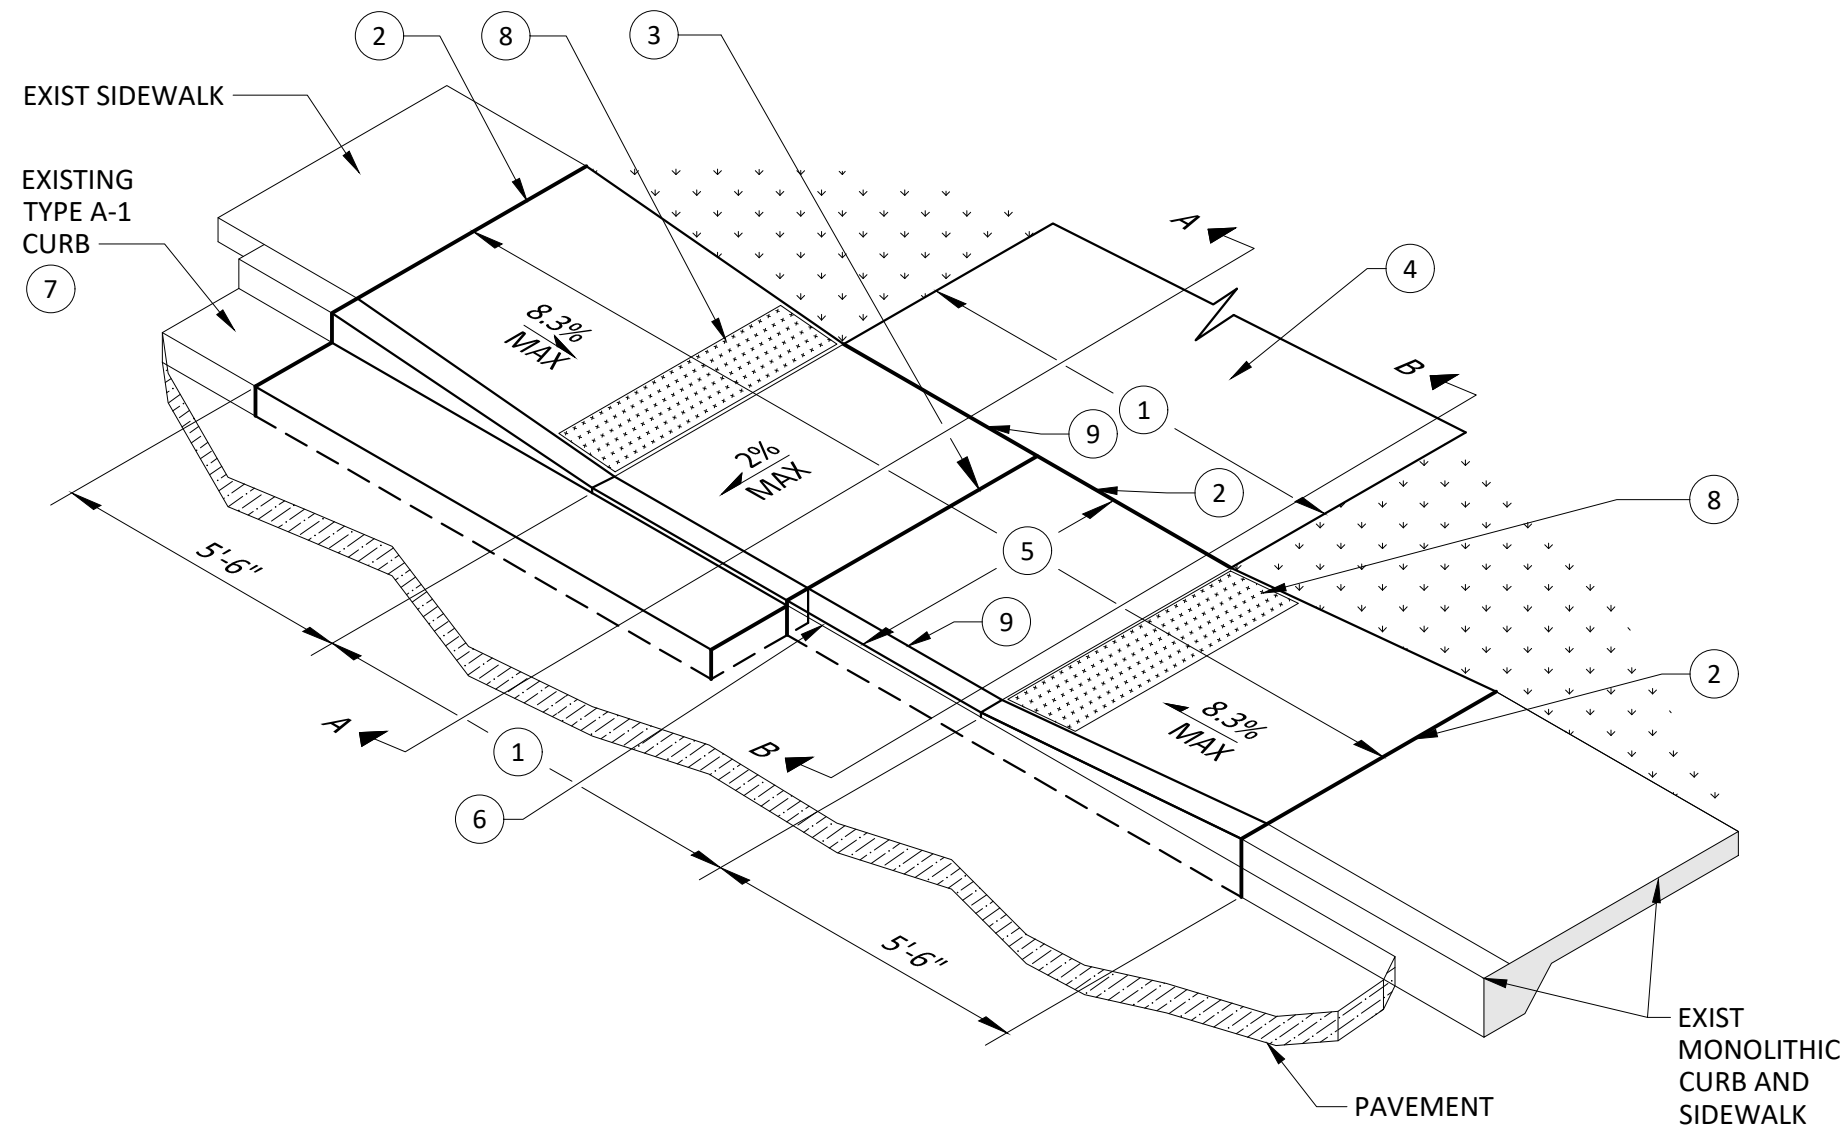 2
8
3
EXIST SIDEWALK
EXISTING
TYPE A-1
CURB
7
A
4
8.3%
MAX
B
1
9
2%
MAX
2
8
5
5'-6"
9
2
A
1
B
8.3%
MAX
6
5'-6"
EXIST
MONOLITHIC
CURB AND
SIDEWALK
PAVEMENT